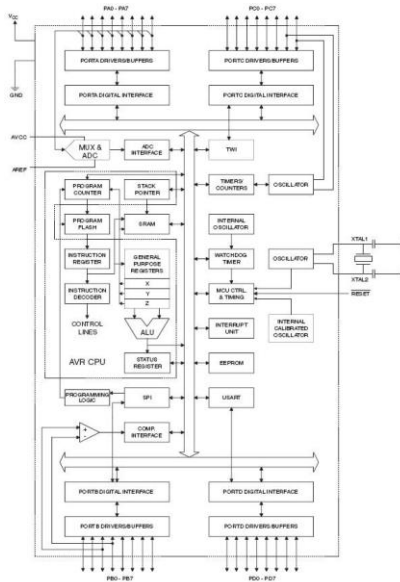 PA0 - PA7
PC0 - PC7
VCC
PORTA DRIVERS/BUFFERS
PORTC DRIVERS/BUFFERS
GND
PORTA DIGITAL INTERFACE
PORTC DIGITAL INTERFACE
AVCC
MUX &
ADC
ADC
INTERFACE
TWI
AREF
PROGRAM
COUNTER
STACK
POINTER
TIMERS/
COUNTERS
OSCILLATOR
PROGRAM
FLASH
SRAM
INTERNAL
OSCILLATOR
XTAL1
INSTRUCTION
REGISTER
GENERAL
PURPOSE
REGISTERS
WATCHDOG
TIMER
OSCILLATOR
X
XTAL2
INSTRUCTION
DECODER
Y
MCU CTRL.
& TIMING
RESET
Z
CONTROL
LINES
ALU
INTERRUPT
UNIT
INTERNAL
CALIBRATED
OSCILLATOR
AVR CPU
STATUS
REGISTER
EEPROM
PROGRAMMING
LOGIC
SPI
USART
+
-
COMP.
INTERFACE
PORTB DIGITAL INTERFACE
PORTD DIGITAL INTERFACE
PORTB DRIVERS/BUFFERS
PORTD DRIVERS/BUFFERS
PB0 - PB7
PD0 - PD7